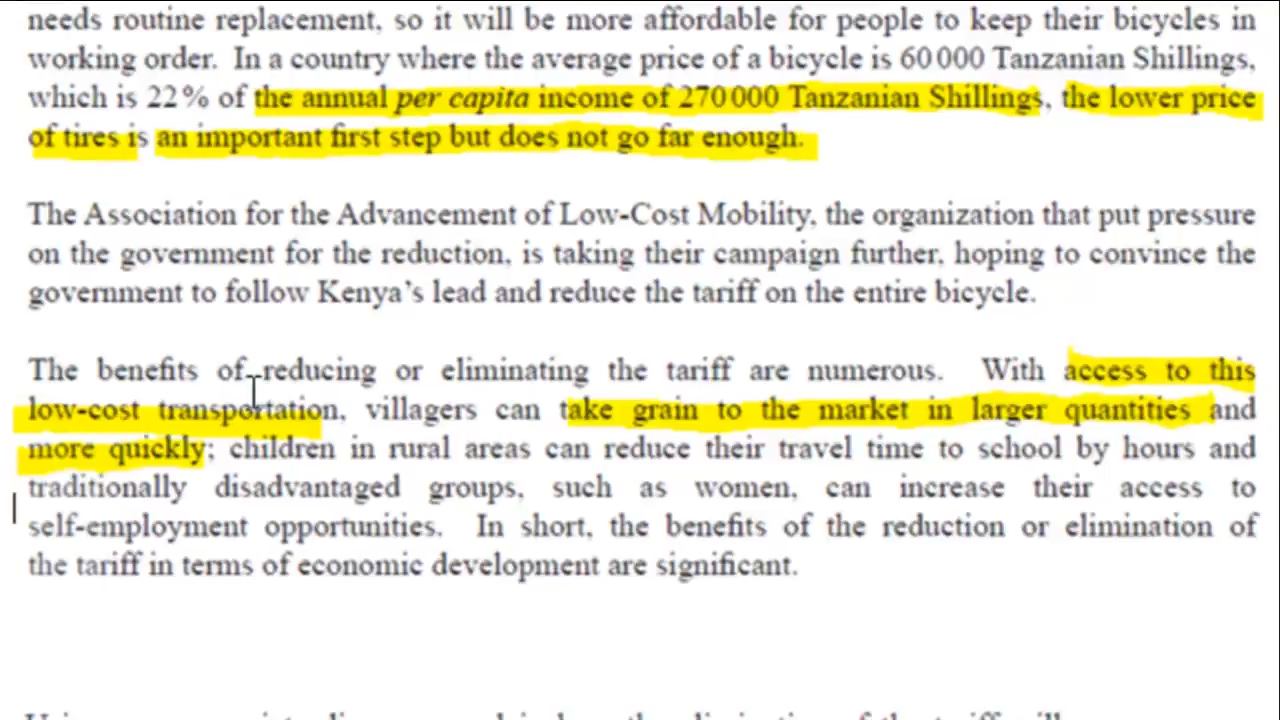 needs routine replacement, so it will be more affordable for people to keep their bicycles in
working order. In a country where the average price of a bicycle is 60 000 Tanzanian Shillings,
which is 22 % of the annual per capita income of 270 000 Tanzanian Shillings, the lower price
of tires is an important first step but does not go far enough.
The Association for the Advancement of Low-Cost Mobility, the organization that put pressure
on the government for the reduction, is taking their campaign further, hoping to convince the
government to follow Kenya's lead and reduce the tariff on the entire bicycle.
The benefits of reducing or eliminating the tariff are numerous. With access to this
low-cost transportation, villagers can take grain to the market in larger quantities and
more quickly; children in rural areas can reduce their travel time to school by hours and
traditionally disadvantaged groups, such as women, can increase their access to
self-employment opportunities. In short, the benefits of the reduction or elimination of
the tariff in terms of economic development are significant.